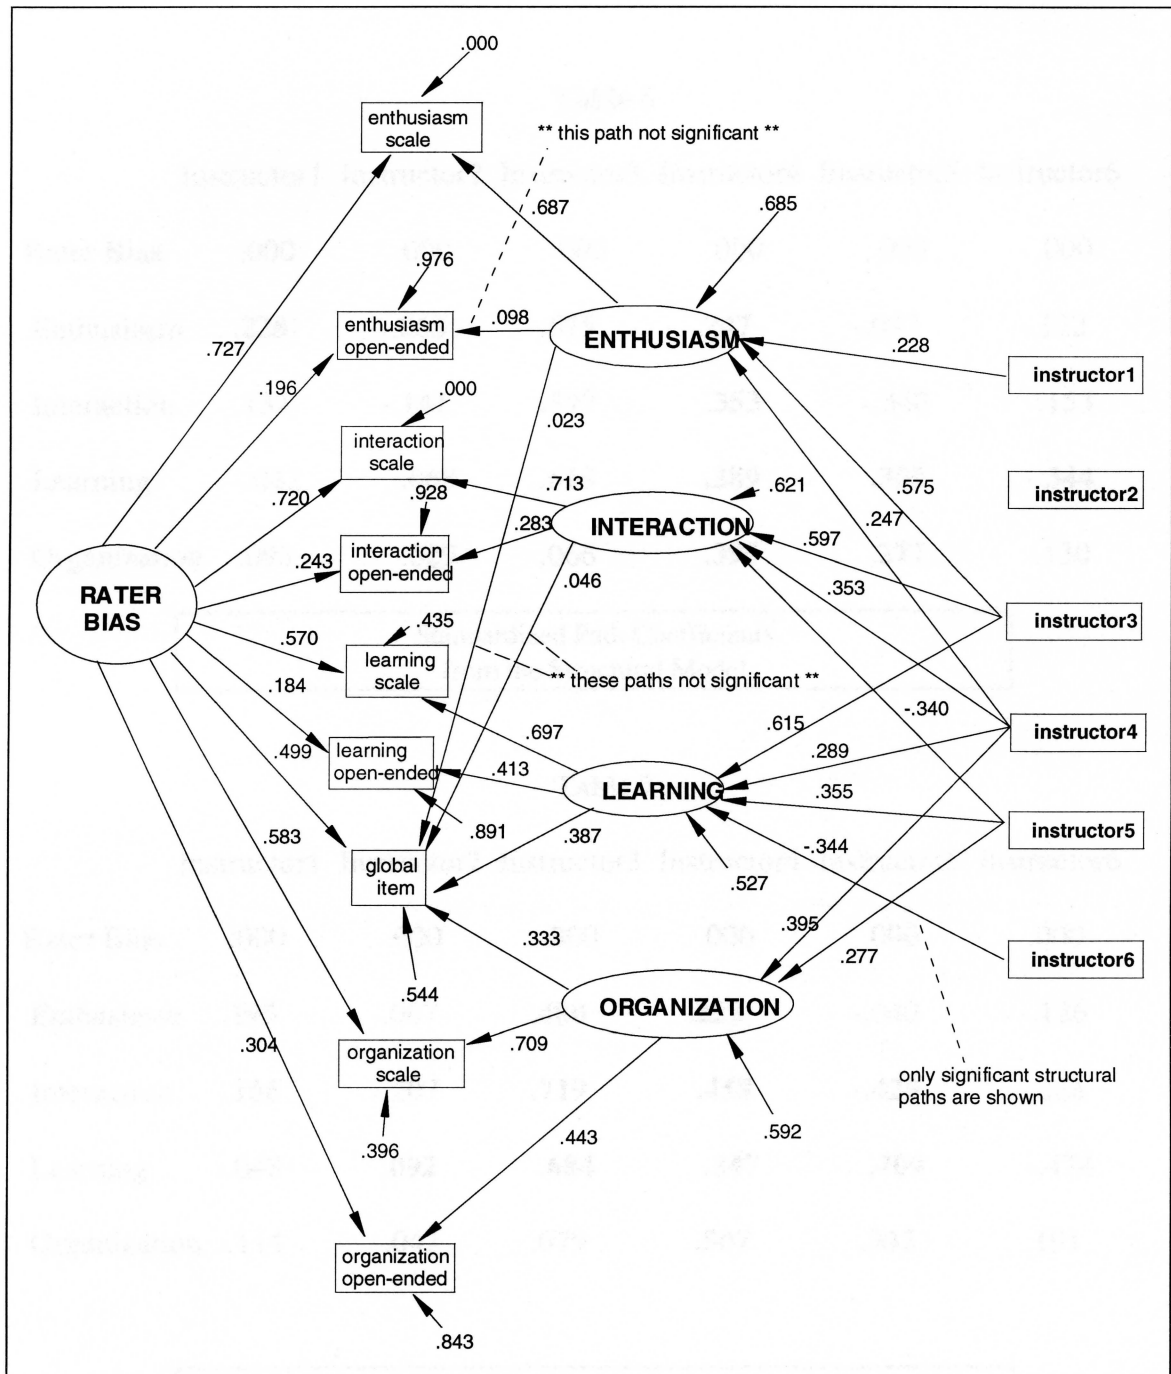 .000
enthusiasm
scale
** this path not significant **
.687
.685
.976
enthusiasm
open-ended
.098
ENTHUSIASM
.228
instructor1
.727
.196
.000
.023
interaction
scale
.713
.621
.575
instructor2
.720
.928
.283
INTERACTION
.247
.597
interaction
open-ended
.243
.046
.353
RATER
BIAS
.435
instructor3
.570
learning
scale
** these paths not significant **
.184
-.340
.697
.615
instructor4
.499
learning
open-ended
.413
.289
LEARNING
.355
.583
.891
.387
-.344
instructor5
global
item
.527
.333
.395
.277
instructor6
.544
ORGANIZATION
.304
organization
scale
.709
only significant structural
paths are shown
.396
.443
.592
organization
open-ended
.843